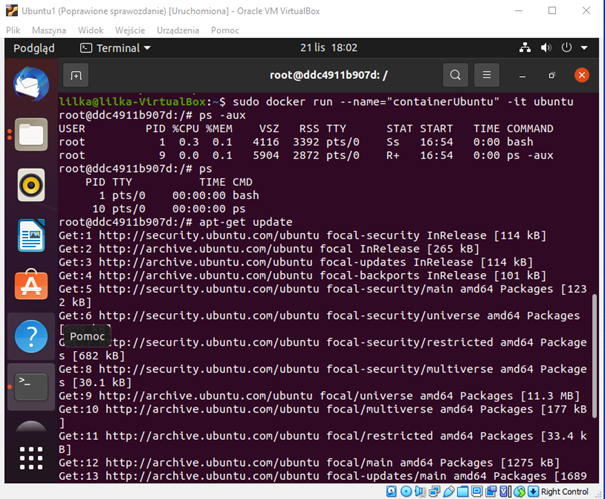 Ubuntu1 (Poprawione sprawozdanie) [Uruchomiona] - Oracle VM VirtualBox
Plik Maszyna Widok Wejście Urządzenia Pomoc
Podgląd Terminal 21 lis 18:02
root@ddc4911b907d: /
lilka@lilka-VirtualBox:~$ sudo docker run --name="containerUbuntu" -it ubuntu
root@ddc4911b907d:/# ps -aux
USER PID %CPU %MEM VSZ RSS TTY STAT START TIME COMMAND
root 1 0.3 0.1 4116 3392 pts/0 Ss 16:54 0:00 bash
root 9 0.0 0.1 5904 2872 pts/0 R+ 16:54 0:00 ps -aux
root@ddc4911b907d:/# ps
PID TTY TIME CMD
1 pts/0 00:00:00 bash
10 pts/0 00:00:00 ps
root@ddc4911b907d:/# apt-get update
Get:1 http://security.ubuntu.com/ubuntu focal-security InRelease [114 kB]
Get:2 http://archive.ubuntu.com/ubuntu focal InRelease [265 kB]
Get:3 http://archive.ubuntu.com/ubuntu focal-updates InRelease [114 kB]
Get:4 http://archive.ubuntu.com/ubuntu focal-backports InRelease [101 kB]
Get:5 http://security.ubuntu.com/ubuntu focal-security/main amd64 Packages [123
2 kB]
Get:6 http://security.ubuntu.com/ubuntu focal-security/universe amd64 Packages
[
Pomoc
Get:7 http://security.ubuntu.com/ubuntu focal-security/restricted amd64 Package
s [682 kB]
Get:8 http://security.ubuntu.com/ubuntu focal-security/multiverse amd64 Package
s [30.1 kB]
Get:9 http://archive.ubuntu.com/ubuntu focal/universe amd64 Packages [11.3 MB]
Get:10 http://archive.ubuntu.com/ubuntu focal/multiverse amd64 Packages [177 kB
]
Get:11 http://archive.ubuntu.com/ubuntu focal/restricted amd64 Packages [33.4 k
B]
Get:12 http://archive.ubuntu.com/ubuntu focal/main amd64 Packages [1275 kB]
Get:13 http://archive.ubuntu.com/ubuntu focal-updates/main amd64 Packages [1689
Right Control